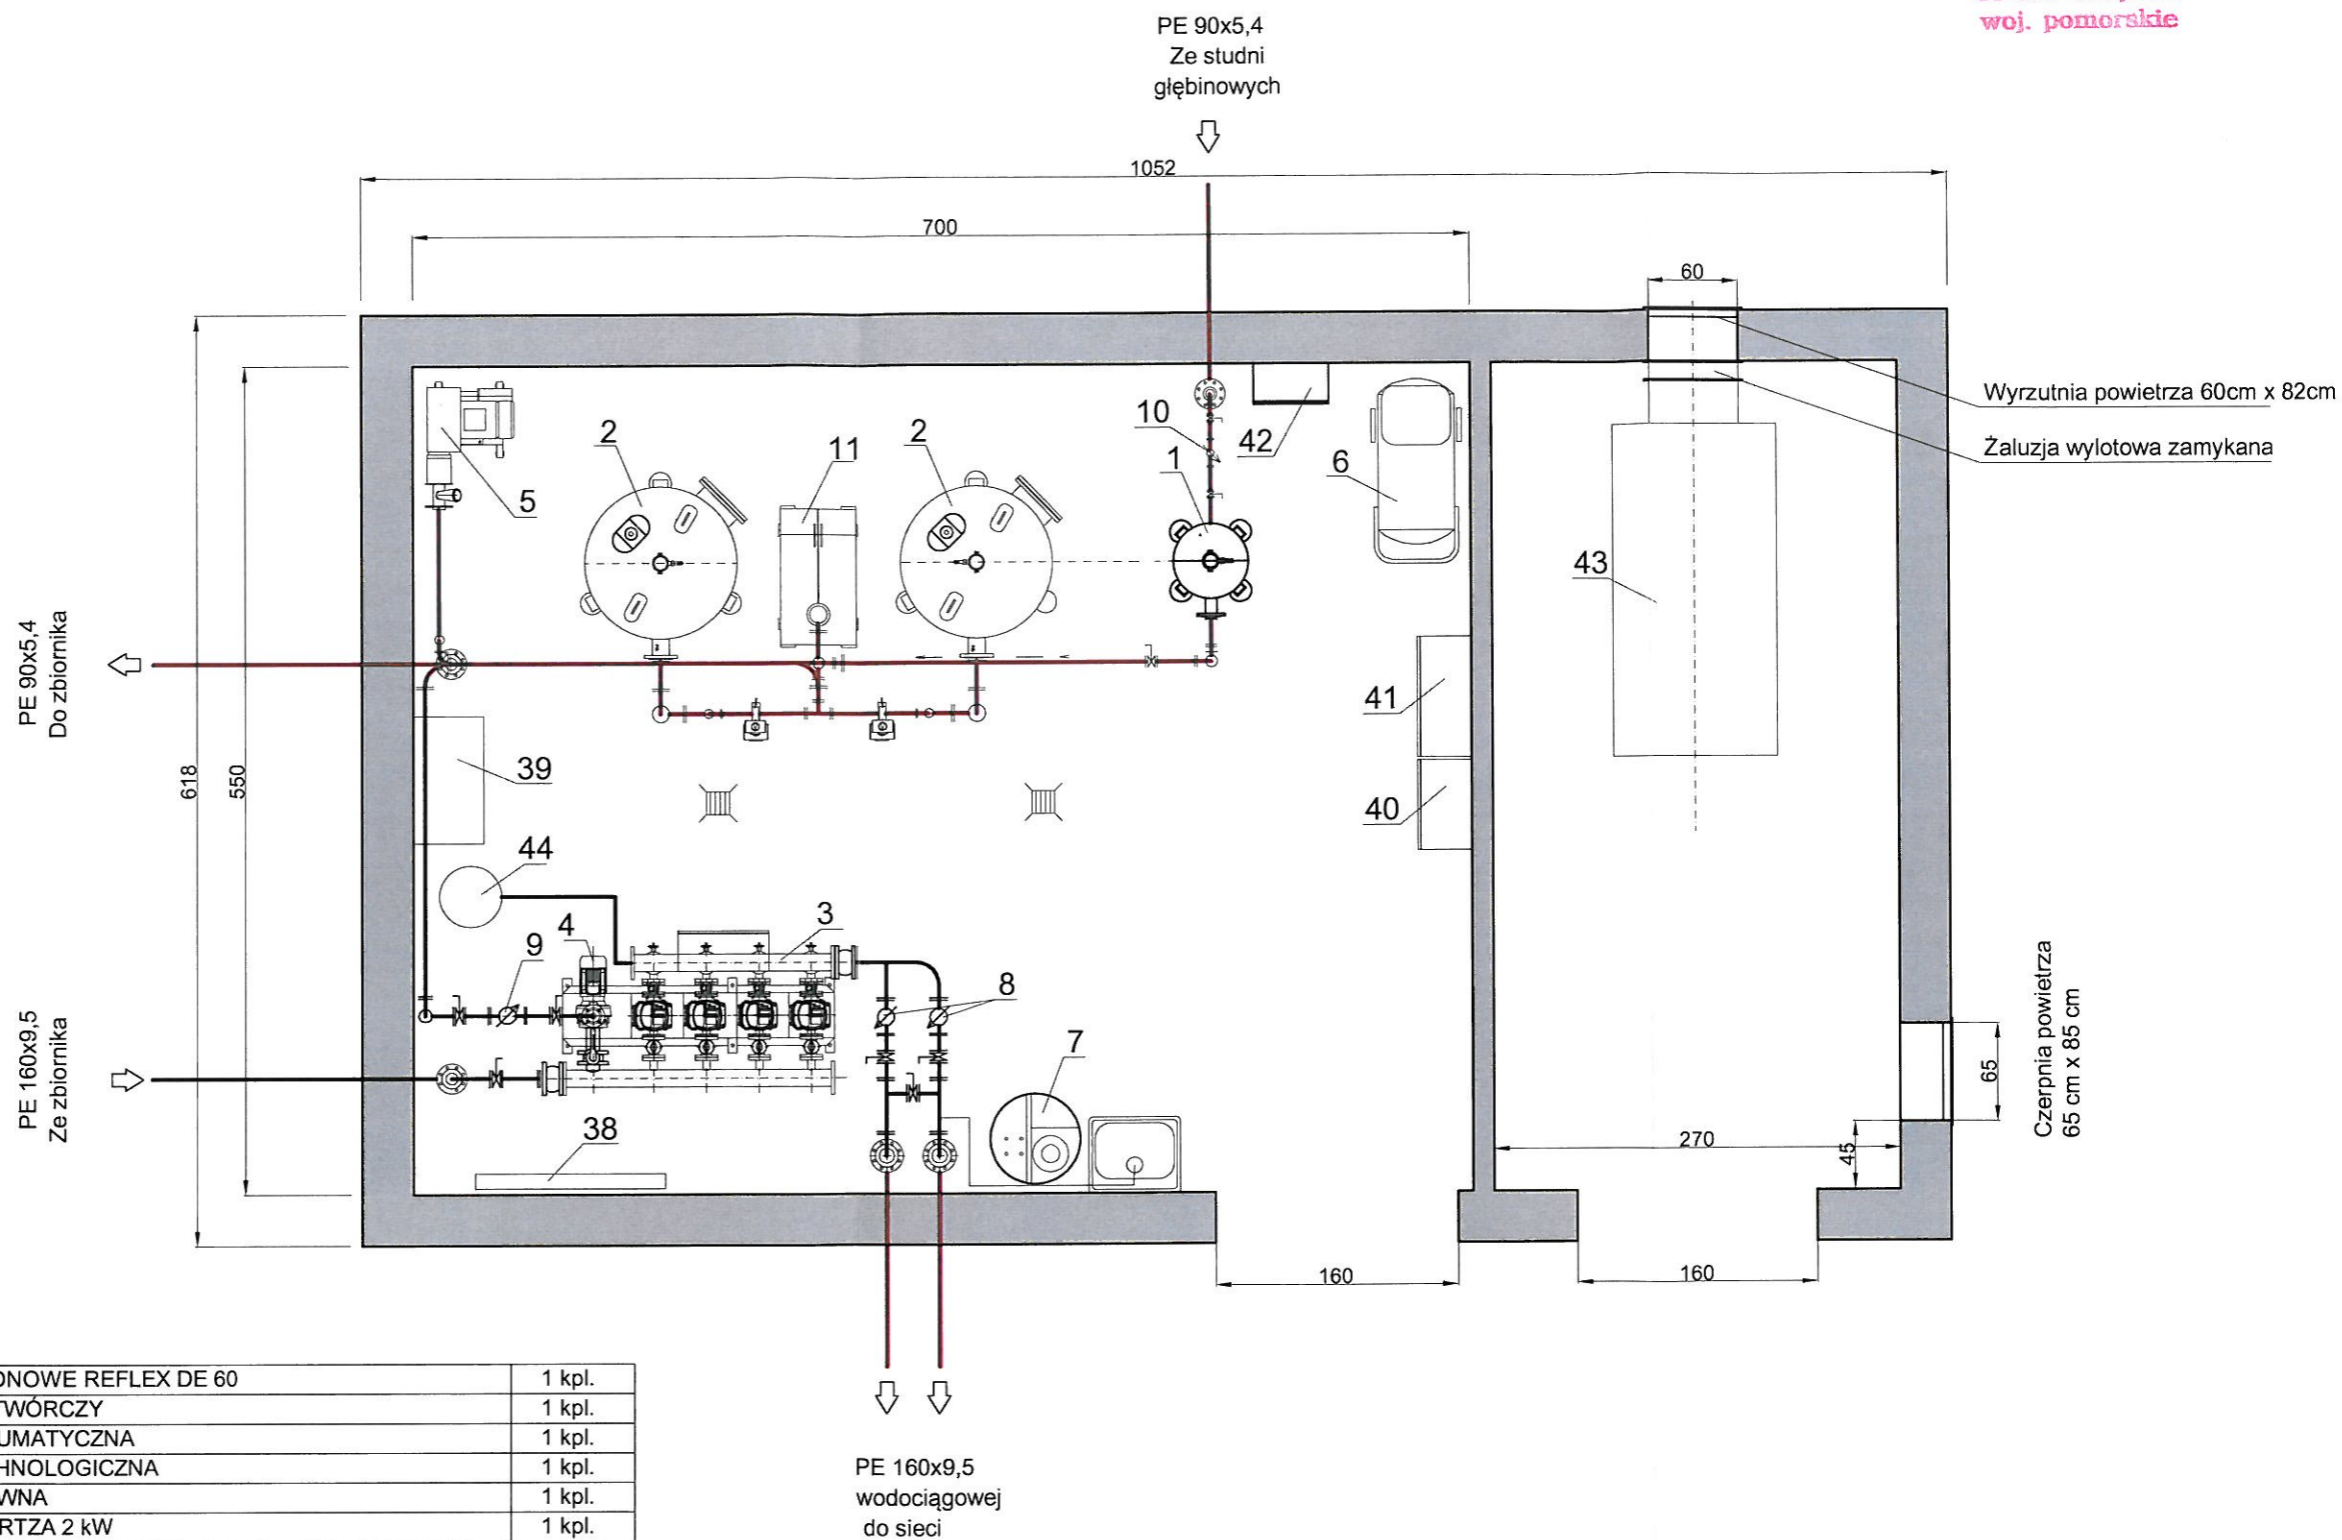 woj. pomorskie
PE 90x5,4
Ze studni
głębinowych
1052
700
60
Wyrzutnia powietrza 60cm x 82cm
Żaluzja wylotowa zamykana
10
42
2
11
2
1
6
5
43
PE 90x5,4
Do zbiornika
618
550
41
39
40
44
4
3
9
8
7
PE 160x9,5
Ze zbiornika
38
Czerpnia powietrza
65 cm x 85 cm
65
45
270
160
160
ONOWE REFLEX DE 60 1 kpl.
TWÓRCZY 1 kpl.
UMATYCZNA 1 kpl.
HNOLOGICZNA 1 kpl.
WNA 1 kpl.
RTZA 2 kW 1 kpl.
PE 160x9,5
wodociągowej
do sieci